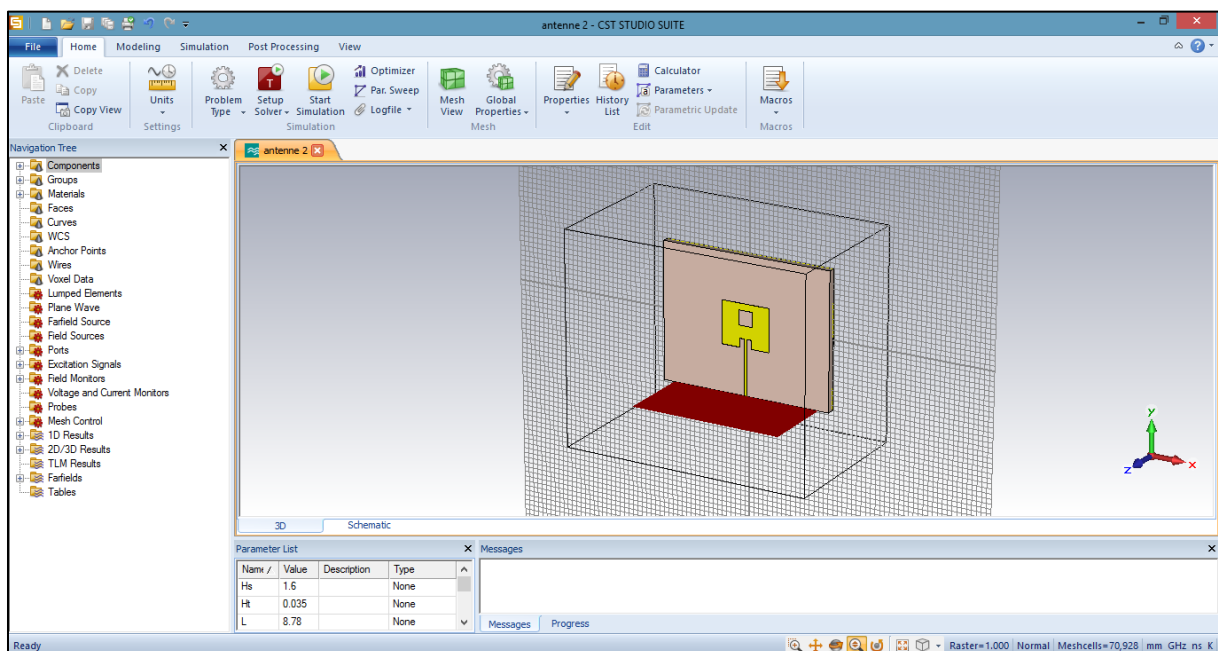 antenne 2 - CST STUDIO SUITE
File Home Modeling Simulation Post Processing View
Paste
Delete
Copy
Copy View
Clipboard
Units
Settings
Problem Type
Setup Solver
Start Simulation
Optimizer
Par. Sweep
Logfile
Simulation
Mesh View
Global Properties
Mesh
Properties
History List
Calculator
Parameters
Parametric Update
Edit
Macros
Macros
Navigation Tree
Components
Groups
Materials
Faces
Curves
WCS
Anchor Points
Wires
Voxel Data
Lumped Elements
Plane Wave
Farfield Source
Field Sources
Ports
Excitation Signals
Field Monitors
Voltage and Current Monitors
Probes
Mesh Control
1D Results
2D/3D Results
TLM Results
Farfields
Tables
antenne 2
y
x
z
3D Schematic
Parameter List
Name Value Description Type
Hs 1.6 None
Ht 0.035 None
L 8.78 None
Messages
Messages Progress
Ready
Raster=1.000 Normal Meshcells=70,928 mm GHz ns K